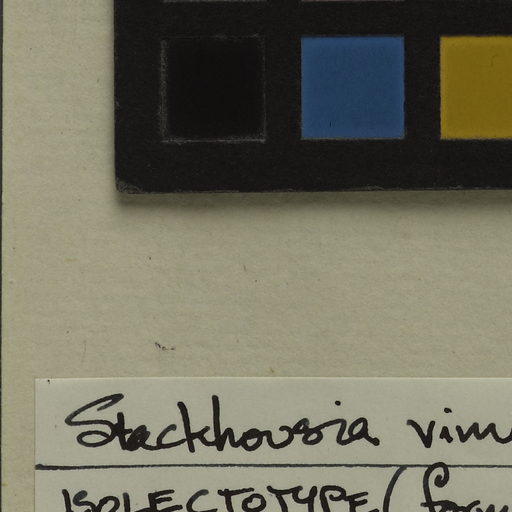 Stackhousia vim
ISOLECTOTYPE (form